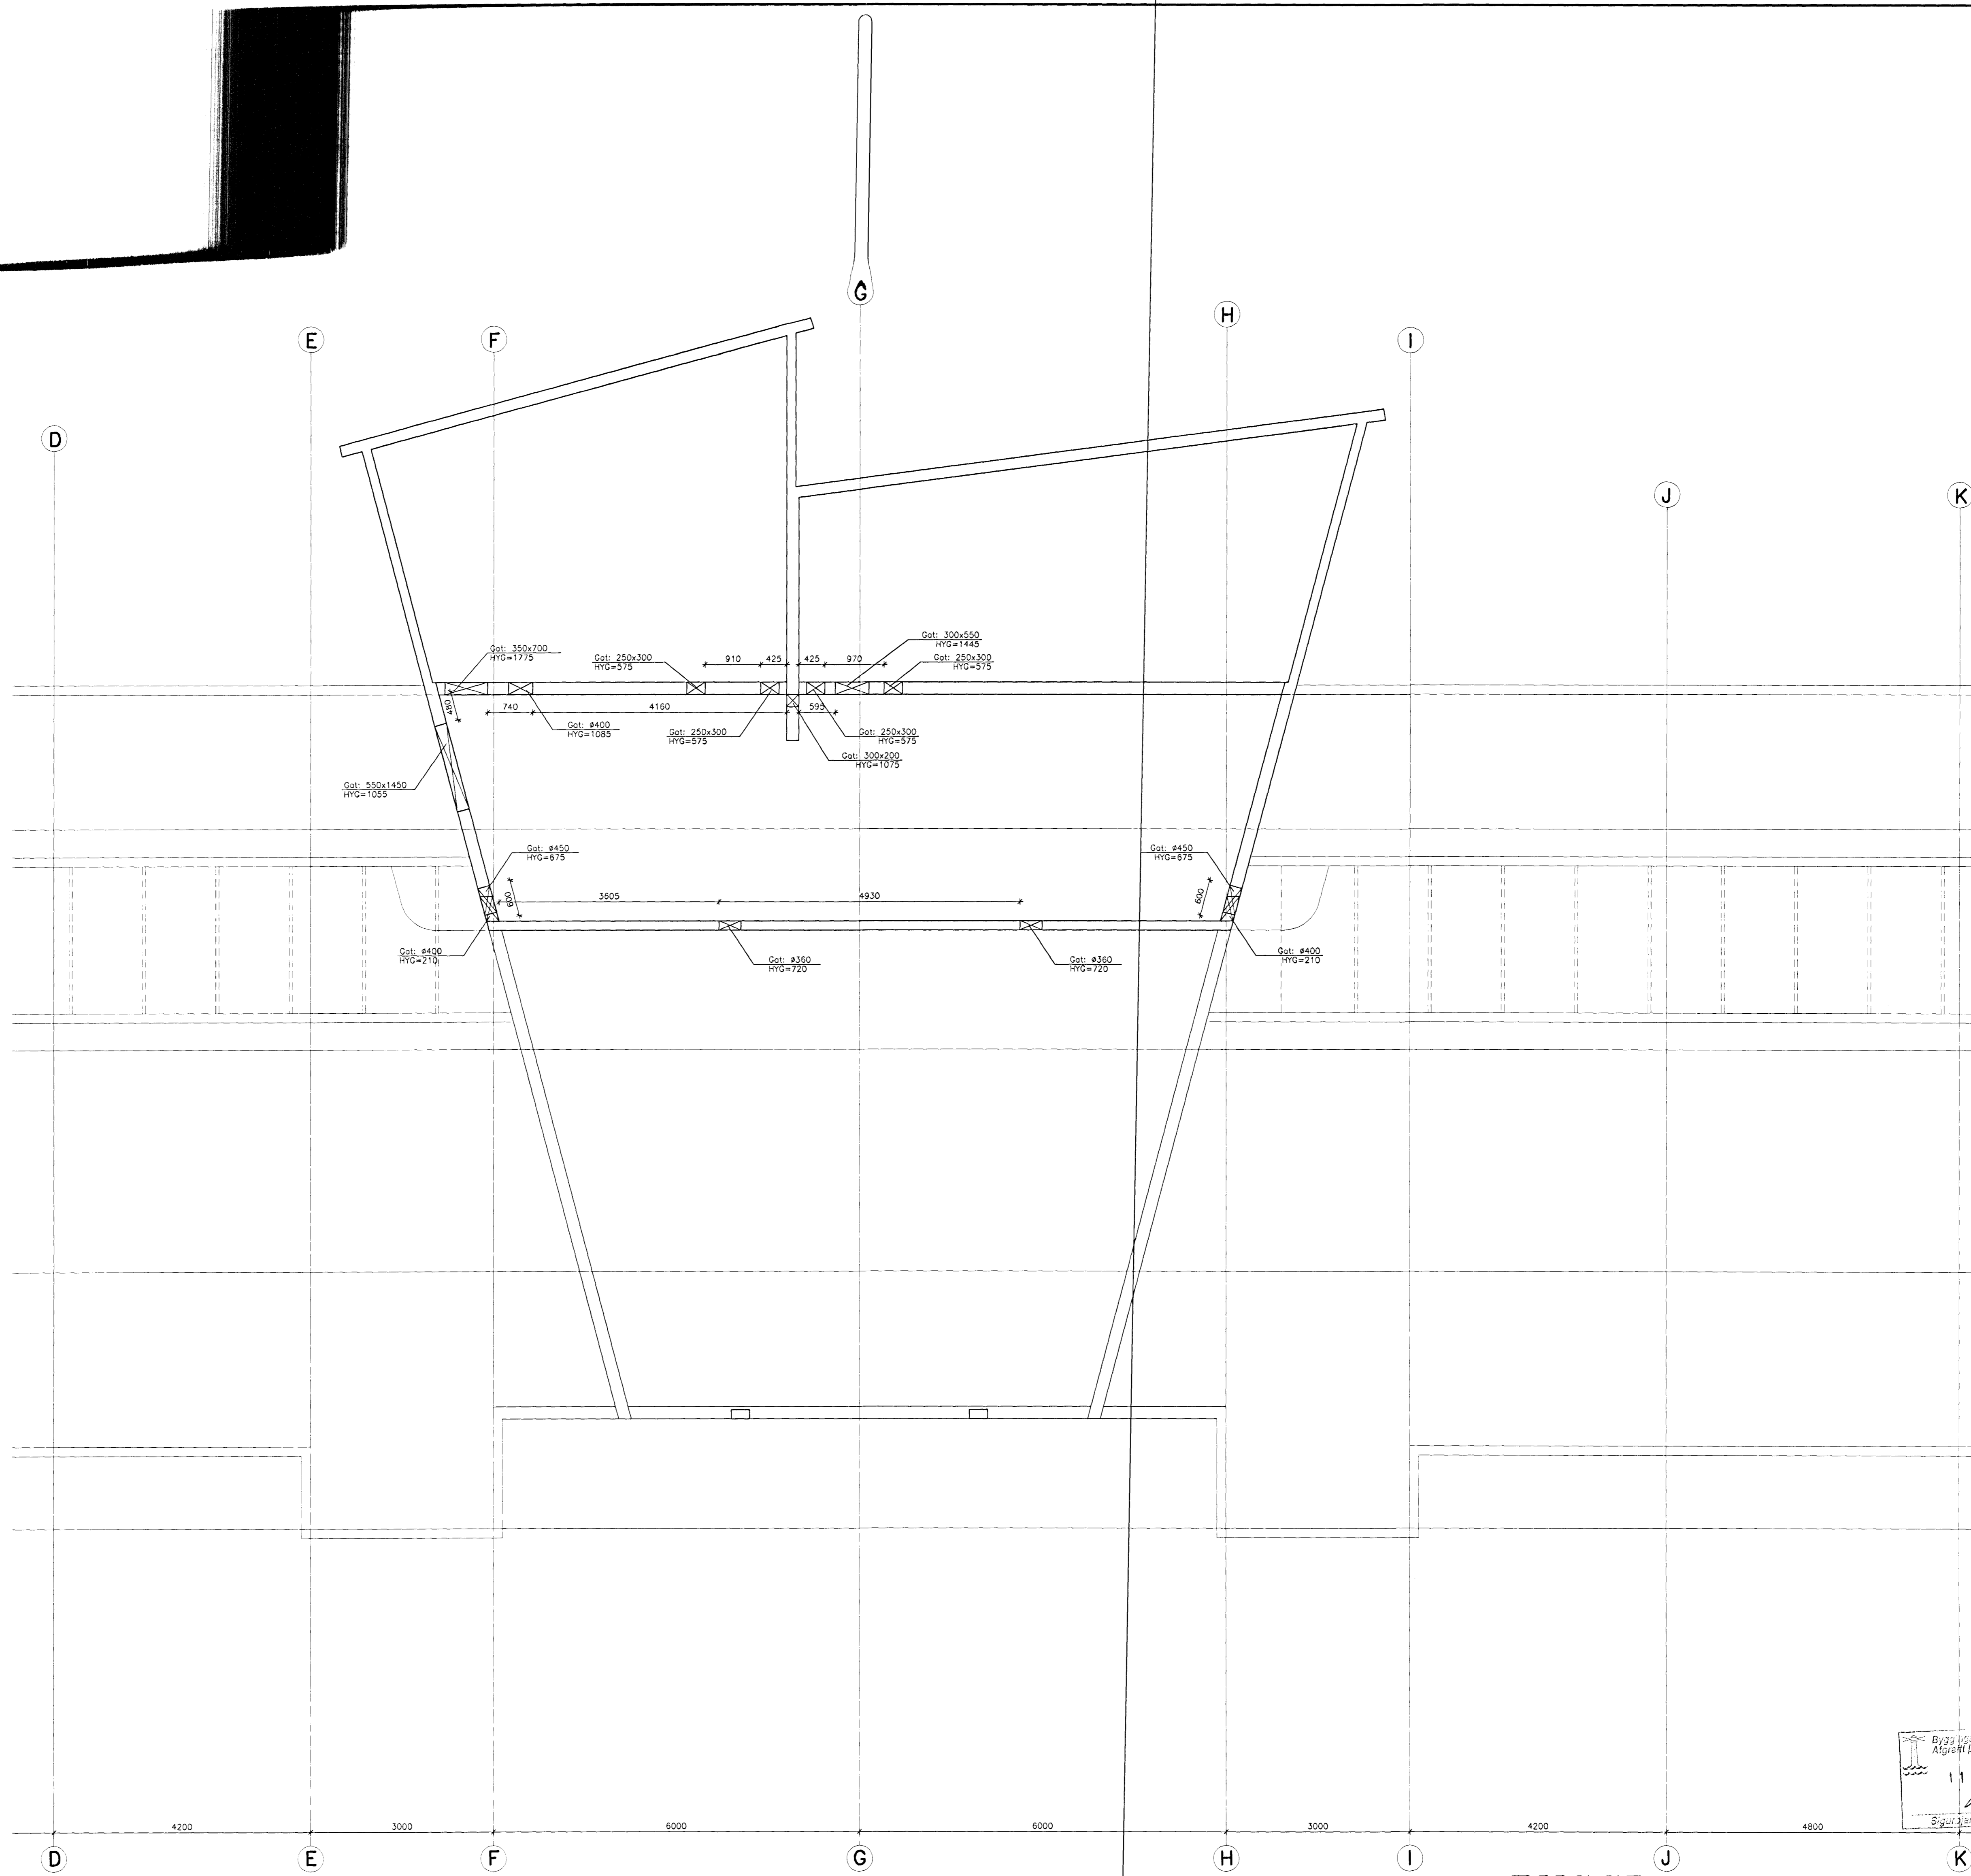 G
H
E
F
I
D
J
K
Gat: 300x550
HYG=1445
Gat: 350x700
HYG=1775
Gat: 250x300
HYG=575
910
425
425
970
Gat: 250x300
HYG=575
480
740
4160
595
Gat: ø400
HYG=1085
Gat: 250x300
HYG=575
Gat: 250x300
HYG=575
Gat: 300x200
HYG=1075
Gat: 550x1450
HYG=1055
Gat: ø450
HYG=675
Gat: ø450
HYG=675
600
3605
4930
600
Gat: ø400
HYG=210
Gat: ø360
HYG=720
Gat: ø360
HYG=720
Gat: ø400
HYG=210
11
4200
3000
6000
6000
3000
4200
4800
D
E
F
G
H
I
J
K